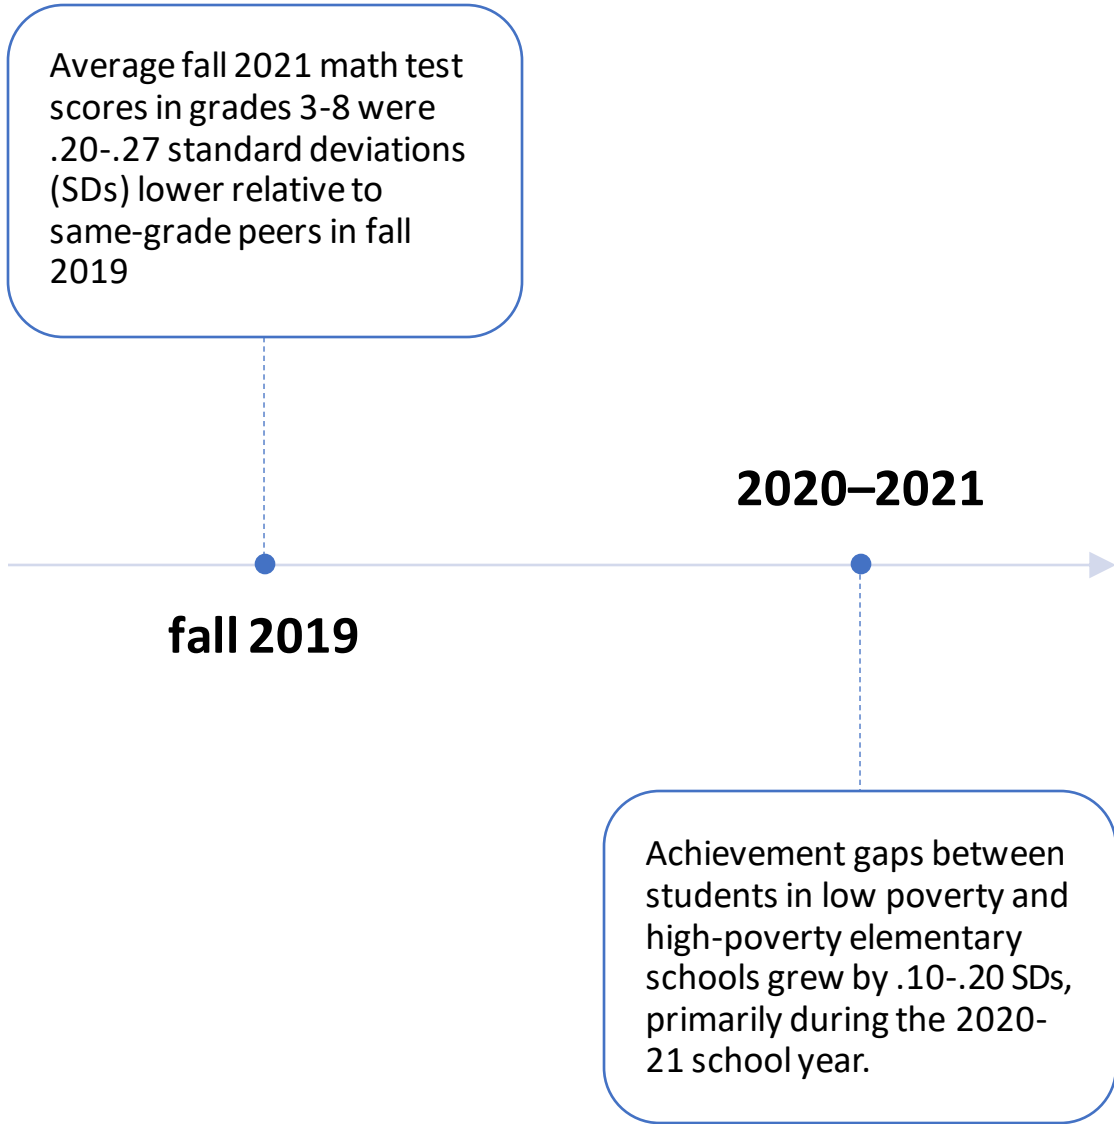 Average fall 2021 math test
scores in grades 3-8 were
.20-.27 standard deviations
(SDs) lower relative to
same-grade peers in fall
2019
2020–2021
fall 2019
Achievement gaps between
students in low poverty and
high-poverty elementary
schools grew by .10-.20 SDs,
primarily during the 2020-
21 school year.